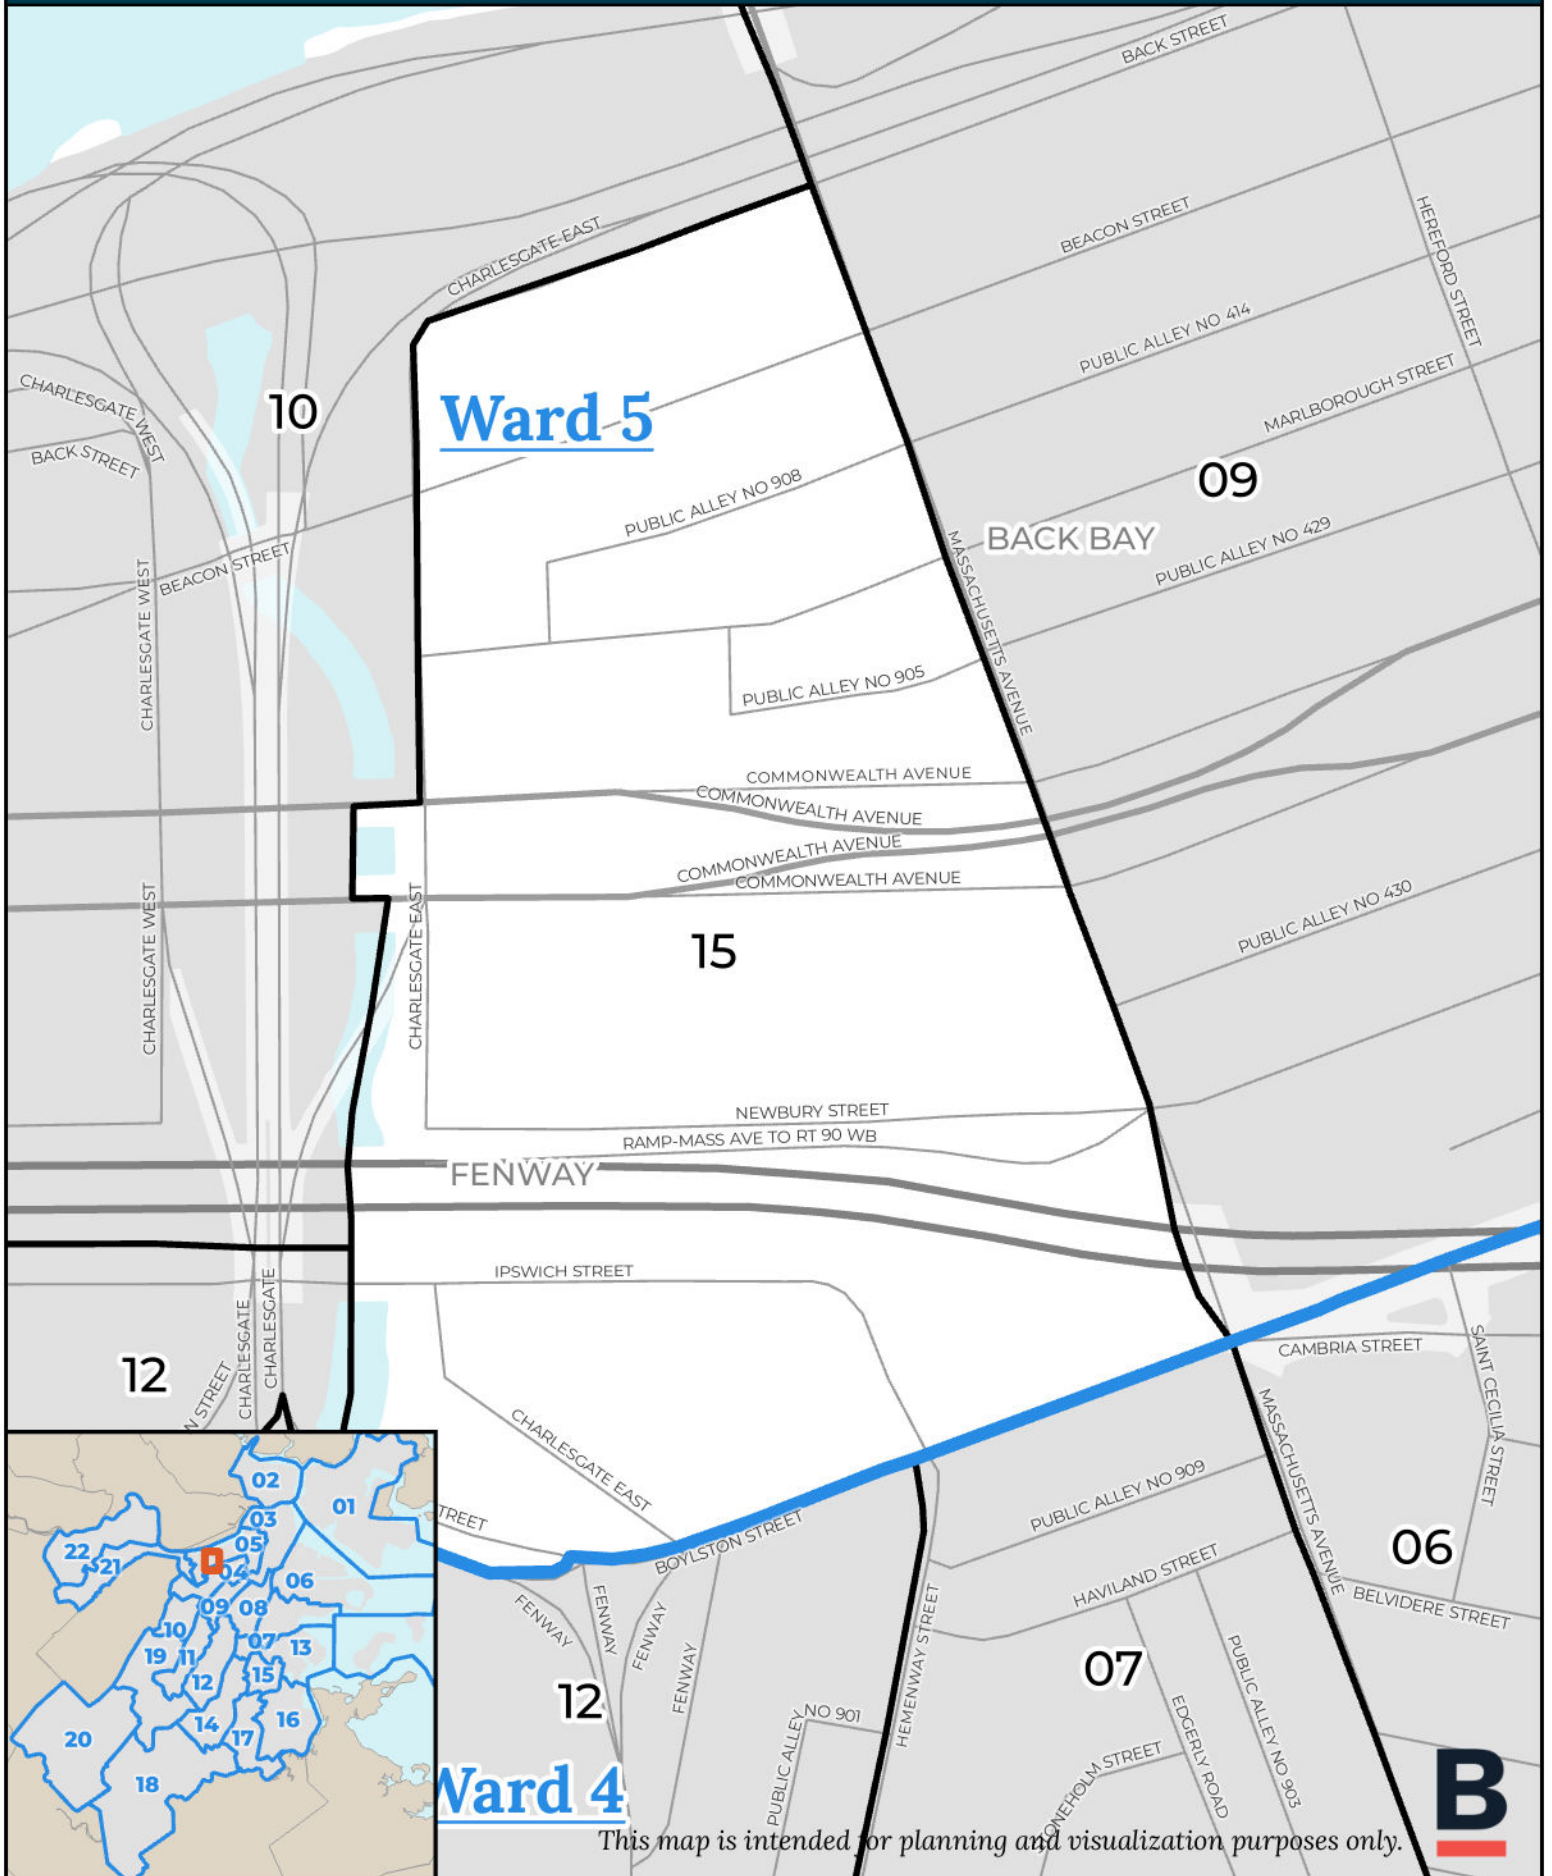 BACK STREET
BEACON STREET
HEREFORD STREET
CHARLESGATE EAST
PUBLIC ALLEY NO 414
CHARLESGATE WEST
MARLBOROUGH STREET
10
Ward 5
BACK STREET
09
PUBLIC ALLEY NO 908
BACK BAY
PUBLIC ALLEY NO 429
BEACON STREET
MASSACHUSETTS AVENUE
CHARLESGATE WEST
PUBLIC ALLEY NO 905
COMMONWEALTH AVENUE
COMMONWEALTH AVENUE
COMMONWEALTH AVENUE
COMMONWEALTH AVENUE
CHARLESGATE WEST
CHARLESGATE EAST
15
PUBLIC ALLEY NO 430
NEWBURY STREET
RAMP-MASS AVE TO RT 90 WB
FENWAY
IPSWICH STREET
CHARLESGATE
CHARLESGATE
CAMBRIA STREET
SAINT CECILIA STREET
12
N STREET
CHARLESGATE EAST
MASSACHUSETTS AVENUE
PUBLIC ALLEY NO 909
TREET
BOYLSTON STREET
06
HAVILAND STREET
BELVIDERE STREET
FENWAY
FENWAY
FENWAY
FENWAY
HEMENWAY STREET
07
PUBLIC ALLEY NO 903
EDGERLY ROAD
12
NO 901
PUBLIC ALLEY
ONEHOLM STREET
Ward 4
B
This map is intended for planning and visualization purposes only.
02
01
03
05
22
21
04
06
09
08
10
07
13
19
11
12
15
14
16
17
20
18